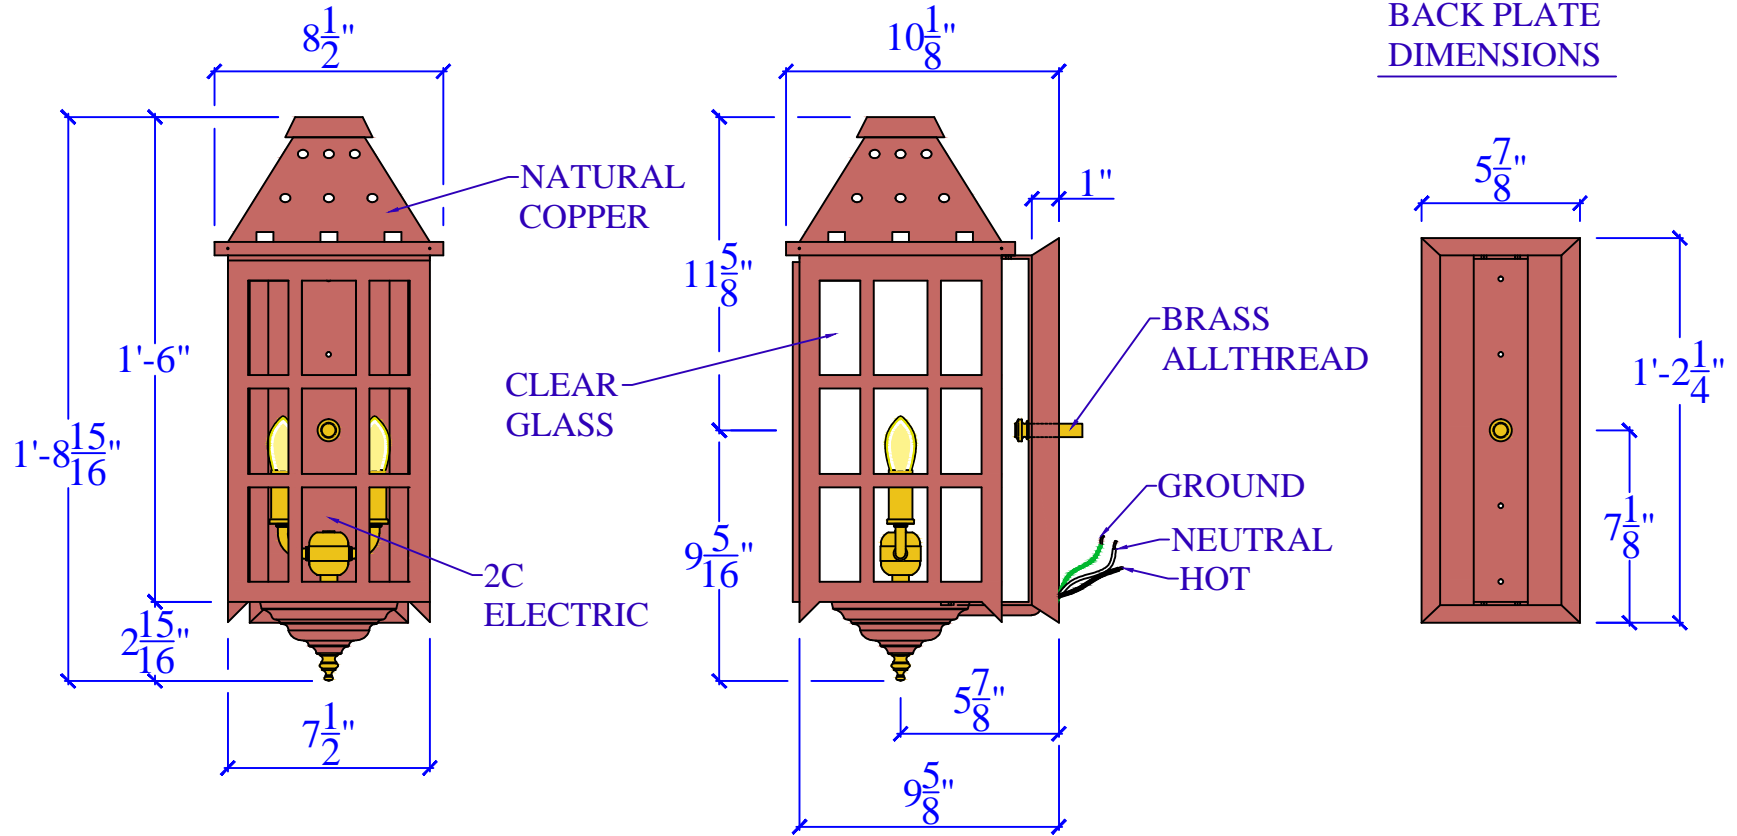 8 1/2"
10 1/8"
BACK PLATE
DIMENSIONS
NATURAL
COPPER
1"
5 7/8"
11 5/8"
1'-6"
BRASS
ALLTHREAD
1'-2 1/4"
CLEAR
GLASS
1'-8 15/16"
GROUND
NEUTRAL
HOT
7 1/8"
9 5/16"
2C
ELECTRIC
2 15/16"
5 7/8"
7 1/2"
9 5/8"